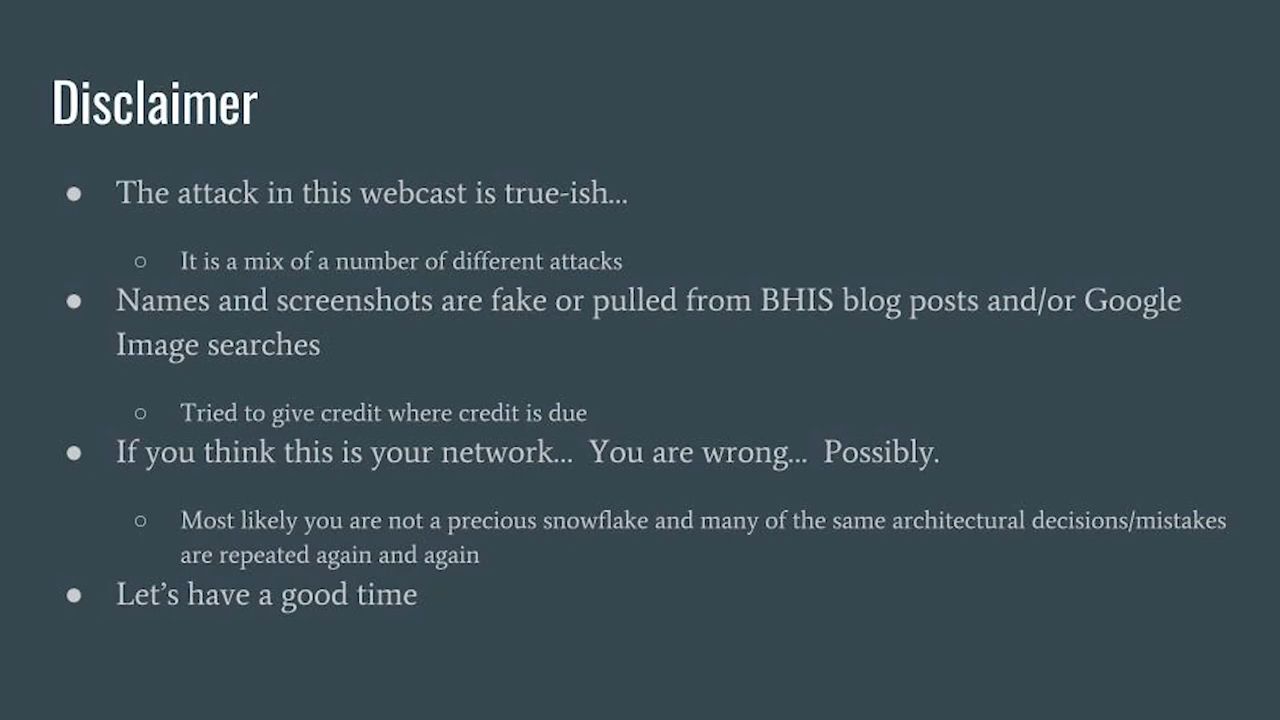 Disclaimer
● The attack in this webcast is true-ish...
○ It is a mix of a number of different attacks
● Names and screenshots are fake or pulled from BHIS blog posts and/or Google
Image searches
○ Tried to give credit where credit is due
● If you think this is your network... You are wrong... Possibly.
○ Most likely you are not a precious snowflake and many of the same architectural decisions/mistakes
are repeated again and again
● Let’s have a good time